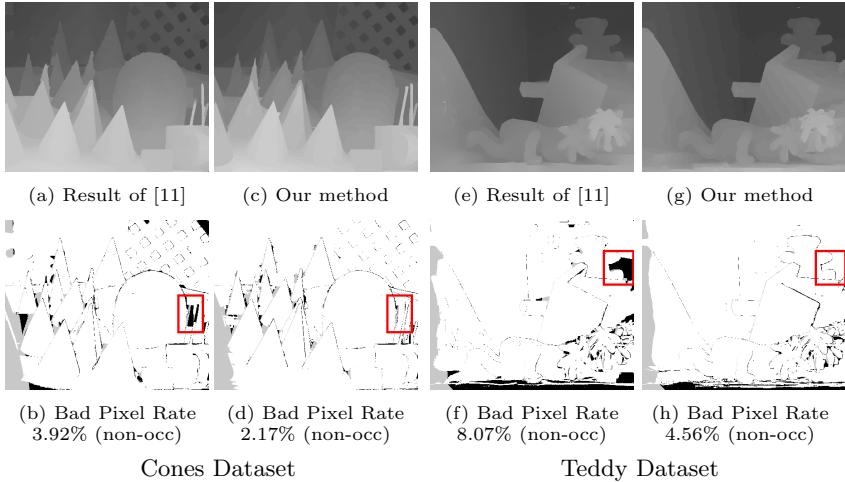 (a) Result of [11]
(c) Our method
(e) Result of [11]
(g) Our method
(b) Bad Pixel Rate
3.92% (non-occ)
(d) Bad Pixel Rate
2.17% (non-occ)
(f) Bad Pixel Rate
8.07% (non-occ)
(h) Bad Pixel Rate
4.56% (non-occ)
Cones Dataset
Teddy Dataset